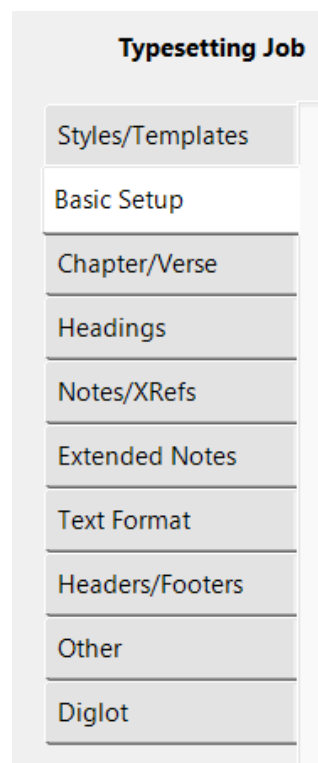 Typesetting Job
Styles/Templates
Basic Setup
Chapter/Verse
Headings
Notes/XRefs
Extended Notes
Text Format
Headers/Footers
Other
Diglot